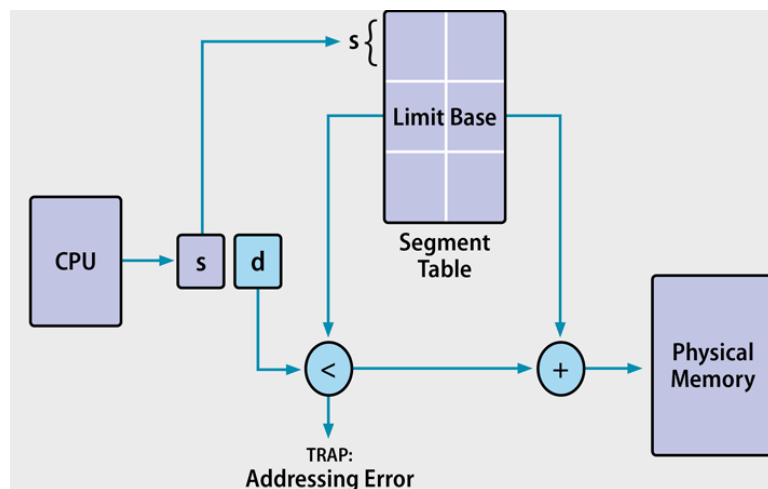 s {
Limit Base
Segment
Table
CPU
s
d
<
+
Physical
Memory
TRAP:
Addressing Error